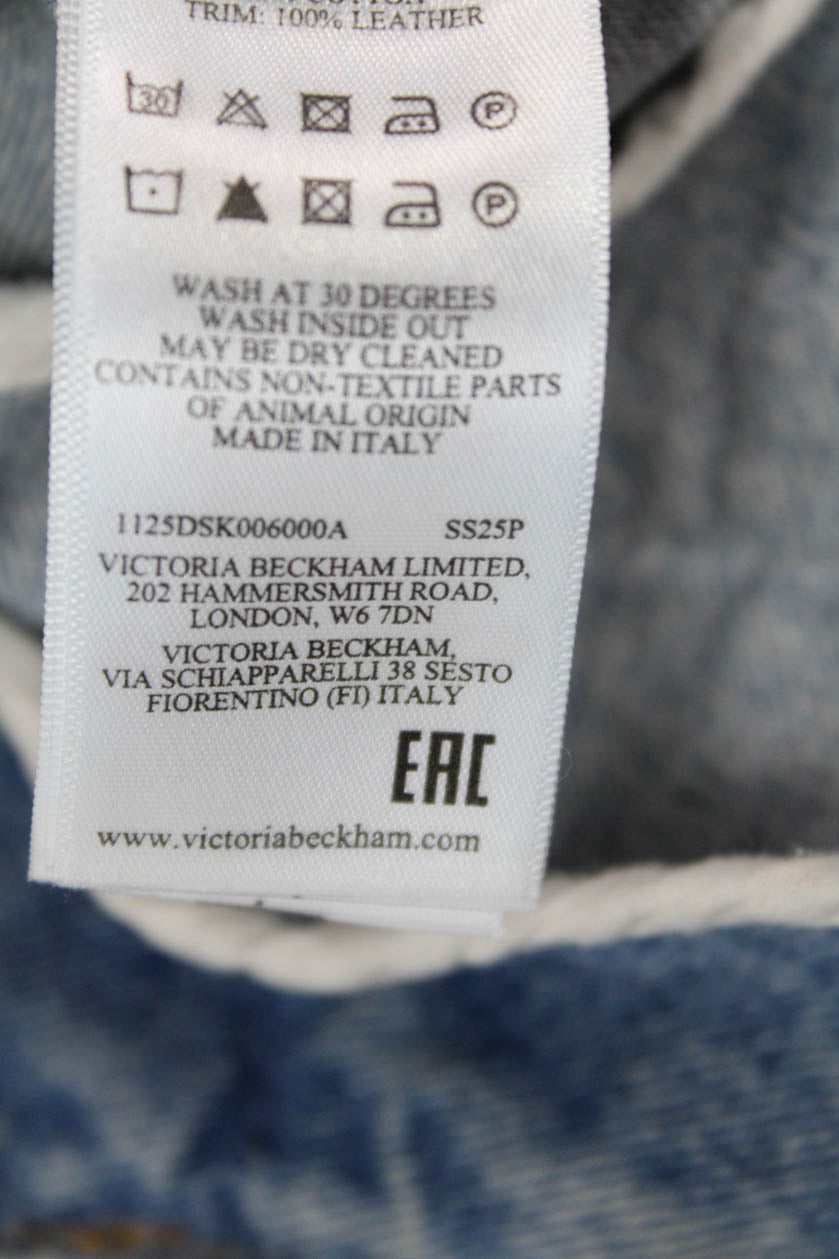 COTTON
TRIM: 100% LEATHER
30 P
P
WASH AT 30 DEGREES
WASH INSIDE OUT
MAY BE DRY CLEANED
CONTAINS NON-TEXTILE PARTS
OF ANIMAL ORIGIN
MADE IN ITALY
1125DSK006000A SS25P
VICTORIA BECKHAM LIMITED,
202 HAMMERSMITH ROAD,
LONDON, W6 7DN
VICTORIA BECKHAM,
VIA SCHIAPPARELLI 38 SESTO
FIORENTINO (FI) ITALY
EAC
www.victoriabeckham.com